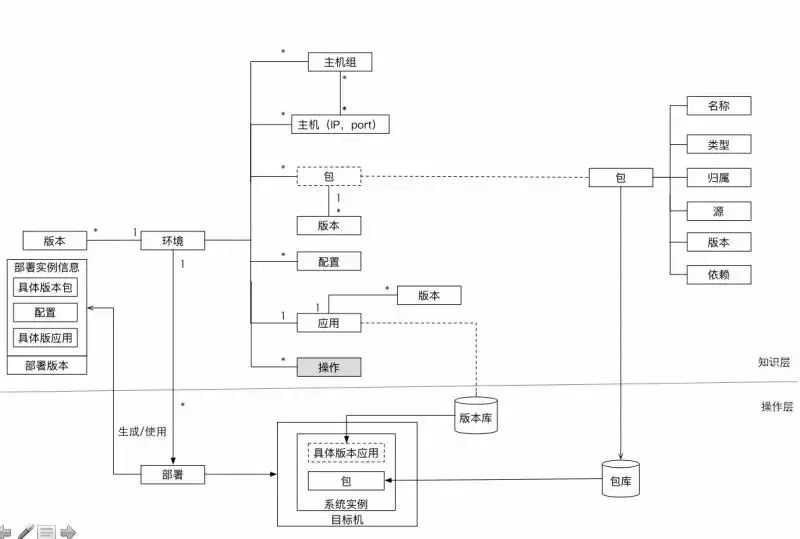 *
主机组
*
*
*
主机（IP，port）
*
包
1
*
版本
包
名称
类型
归属
源
版本
依赖
版本
*
1
环境
1
*
配置
*
版本
1
1
应用
*
操作
部署实例信息
具体版本包
配置
具体版应用
部署版本
知识层
操作层
*
生成/使用
部署
版本库
具体版本应用
包
系统实例
目标机
包库